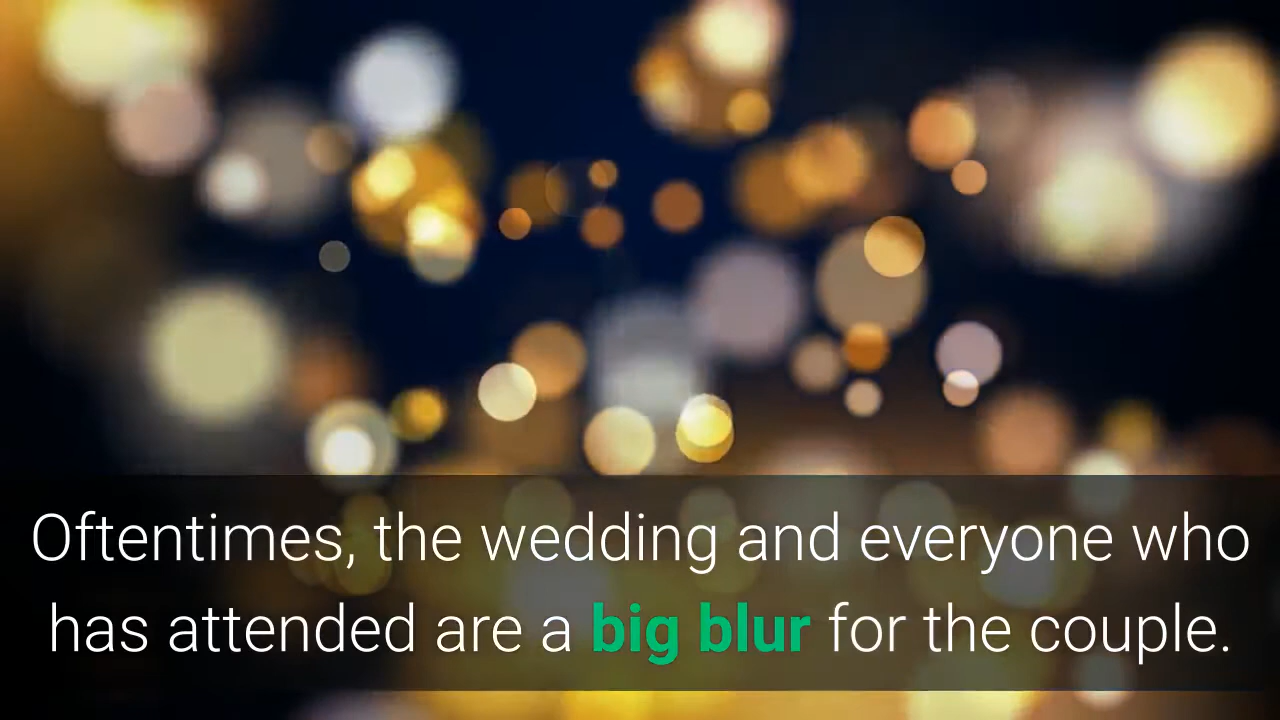 Oftentimes, the wedding and everyone who
has attended are a big blur for the couple.